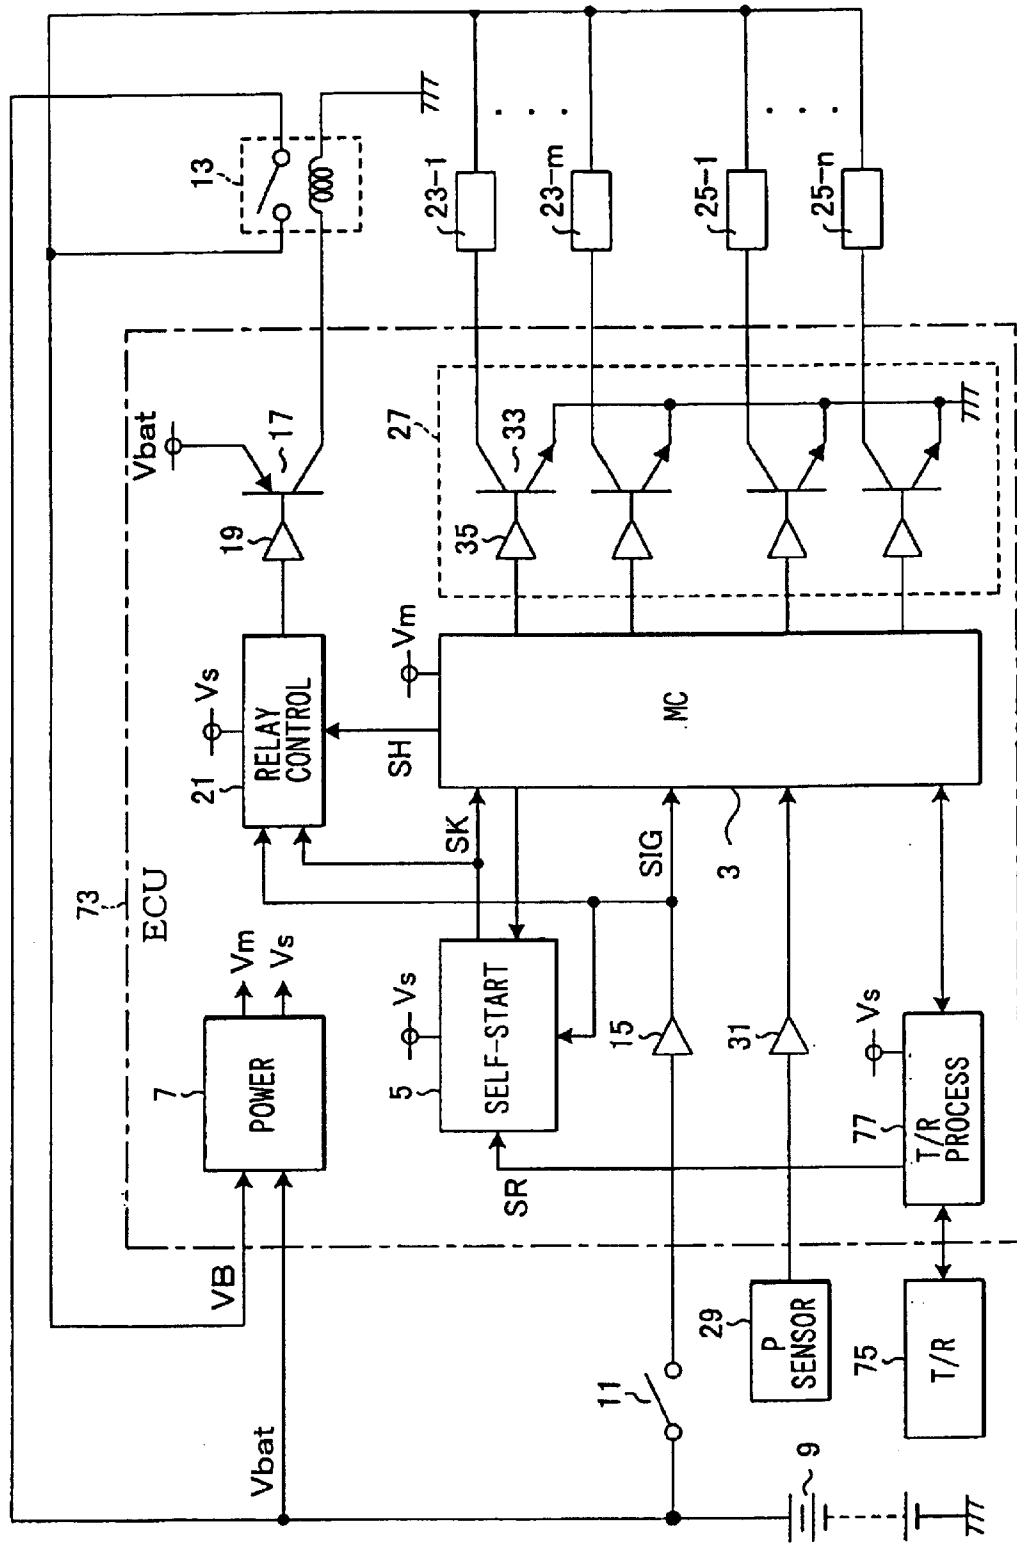 73
ECU
VB
Vbat
7
POWER
Vm
Vs
21
RELAY
CONTROL
Vs
19
17
Vbat
13
5
SELF-START
Vs
SR
SK
SH
SIG
MC
Vm
3
27
35
33
23-1
. . .
23-m
25-1
. . .
25-n
11
15
29
P
SENSOR
31
75
T/R
77
T/R
PROCESS
Vs
9